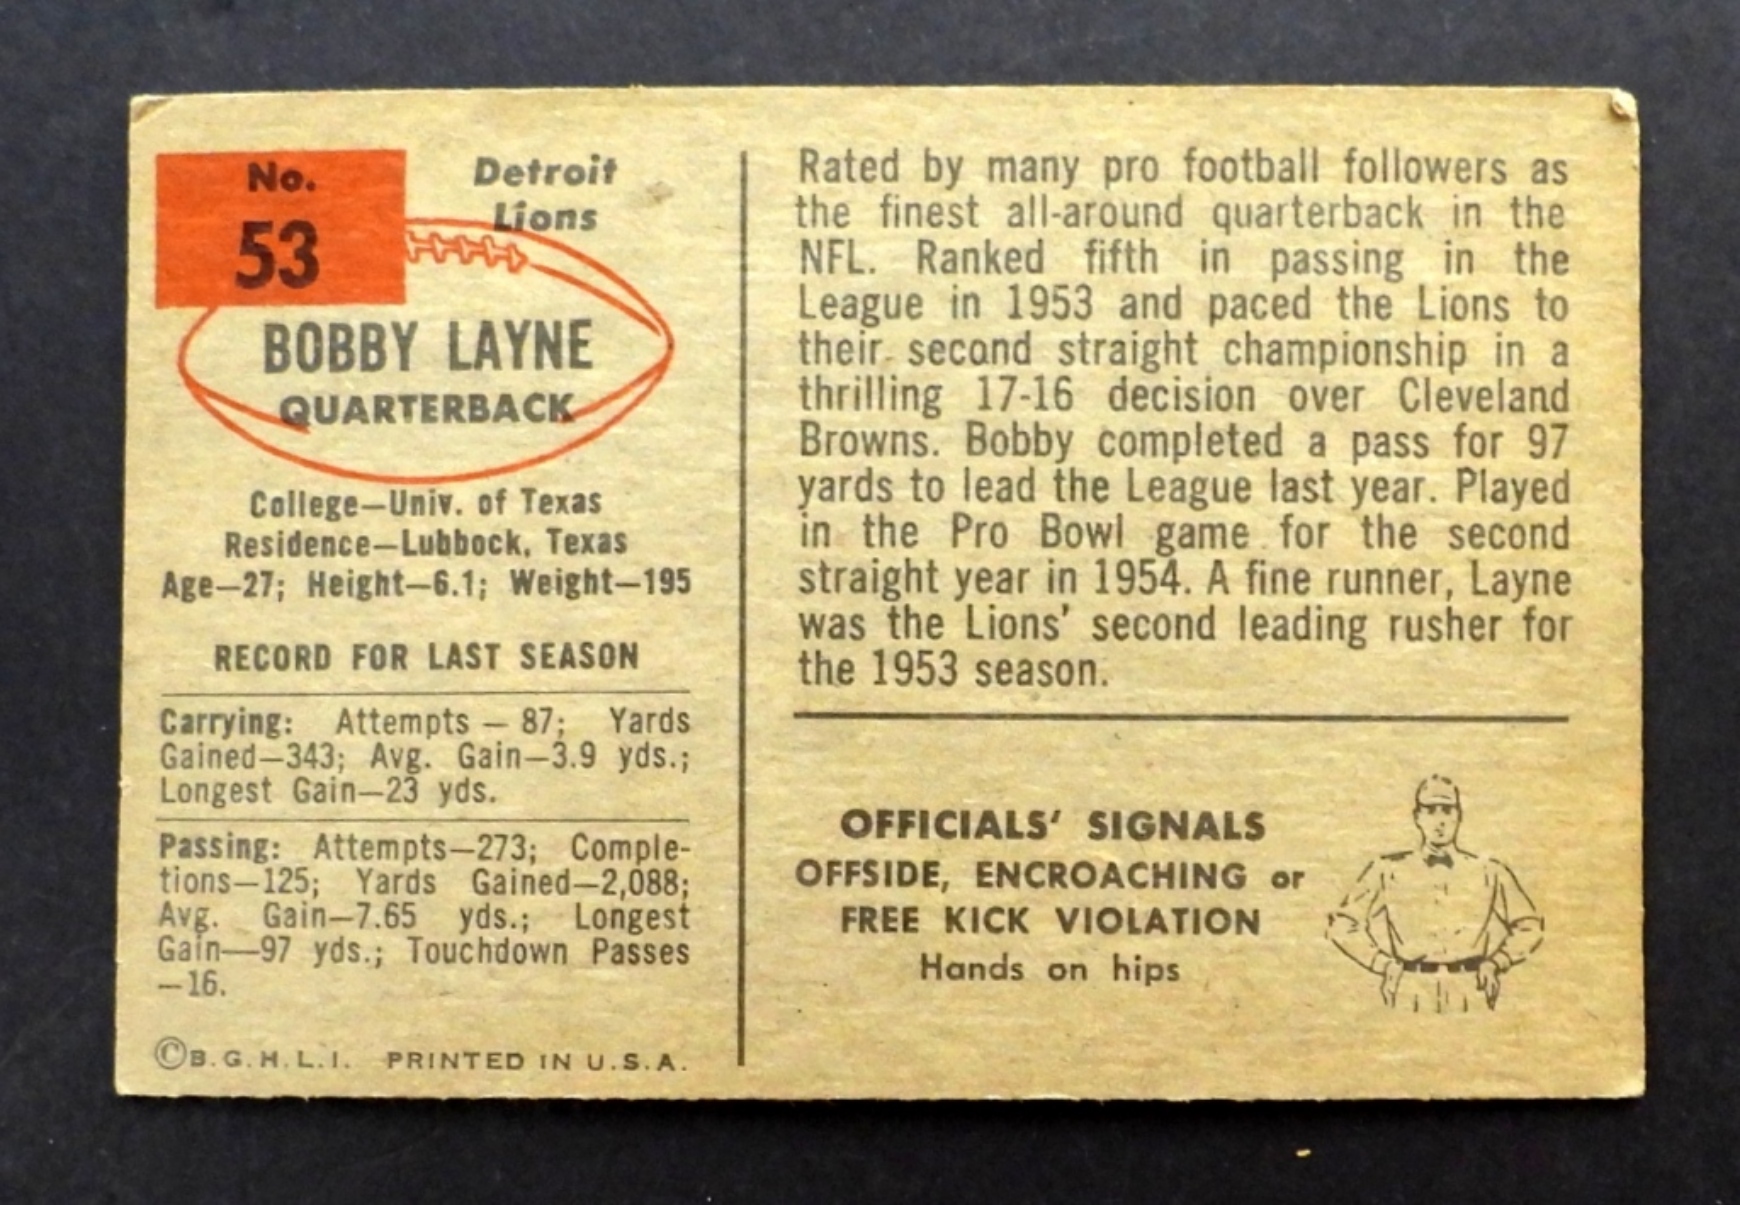 No.
53
Detroit
Lions
BOBBY LAYNE
QUARTERBACK
College—Univ. of Texas
Residence—Lubbock, Texas
Age—27; Height—6.1; Weight—195
RECORD FOR LAST SEASON
Carrying: Attempts — 87; Yards
Gained—343; Avg. Gain—3.9 yds.;
Longest Gain—23 yds.
Passing: Attempts—273; Comple-
tions—125; Yards Gained—2,088;
Avg. Gain—7.65 yds.; Longest
Gain—97 yds.; Touchdown Passes
—16.
©B.G.H.L.I. PRINTED IN U.S.A.
Rated by many pro football followers as
the finest all-around quarterback in the
NFL. Ranked fifth in passing in the
League in 1953 and paced the Lions to
their second straight championship in a
thrilling 17-16 decision over Cleveland
Browns. Bobby completed a pass for 97
yards to lead the League last year. Played
in the Pro Bowl game for the second
straight year in 1954. A fine runner, Layne
was the Lions' second leading rusher for
the 1953 season.
OFFICIALS' SIGNALS
OFFSIDE, ENCROACHING or
FREE KICK VIOLATION
Hands on hips